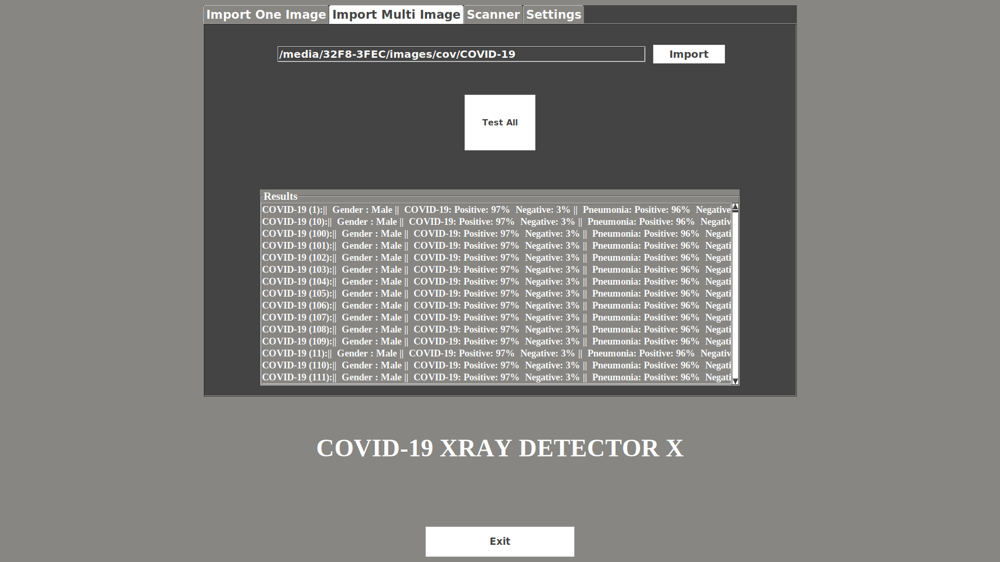 Import One Image Import Multi Image Scanner Settings
/media/32F8-3FEC/images/cov/COVID-19 Import
Test All
Results
COVID-19 (1):|| Gender : Male || COVID-19: Positive: 97% Negative: 3% || Pneumonia: Positive: 96% Negative
COVID-19 (10):|| Gender : Male || COVID-19: Positive: 97% Negative: 3% || Pneumonia: Positive: 96% Negativ
COVID-19 (100):|| Gender : Male || COVID-19: Positive: 97% Negative: 3% || Pneumonia: Positive: 96% Negati
COVID-19 (101):|| Gender : Male || COVID-19: Positive: 97% Negative: 3% || Pneumonia: Positive: 96% Negati
COVID-19 (102):|| Gender : Male || COVID-19: Positive: 97% Negative: 3% || Pneumonia: Positive: 96% Negati
COVID-19 (103):|| Gender : Male || COVID-19: Positive: 97% Negative: 3% || Pneumonia: Positive: 96% Negati
COVID-19 (104):|| Gender : Male || COVID-19: Positive: 97% Negative: 3% || Pneumonia: Positive: 96% Negati
COVID-19 (105):|| Gender : Male || COVID-19: Positive: 97% Negative: 3% || Pneumonia: Positive: 96% Negati
COVID-19 (106):|| Gender : Male || COVID-19: Positive: 97% Negative: 3% || Pneumonia: Positive: 96% Negati
COVID-19 (107):|| Gender : Male || COVID-19: Positive: 97% Negative: 3% || Pneumonia: Positive: 96% Negati
COVID-19 (108):|| Gender : Male || COVID-19: Positive: 97% Negative: 3% || Pneumonia: Positive: 96% Negati
COVID-19 (109):|| Gender : Male || COVID-19: Positive: 97% Negative: 3% || Pneumonia: Positive: 96% Negati
COVID-19 (11):|| Gender : Male || COVID-19: Positive: 97% Negative: 3% || Pneumonia: Positive: 96% Negativ
COVID-19 (110):|| Gender : Male || COVID-19: Positive: 97% Negative: 3% || Pneumonia: Positive: 96% Negati
COVID-19 (111):|| Gender : Male || COVID-19: Positive: 97% Negative: 3% || Pneumonia: Positive: 96% Negati
COVID-19 XRAY DETECTOR X
Exit